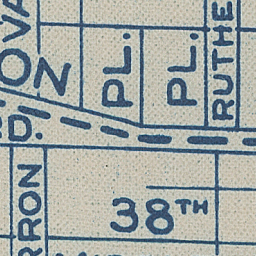 OVA
N
PL.
PL.
RUTHE
D.
RRON
38TH